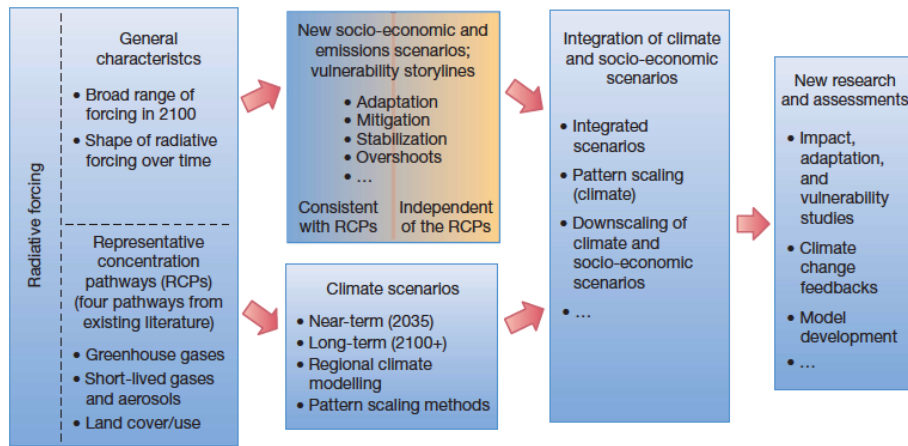 Radiative forcing
General
characteristcs
• Broad range of
forcing in 2100
• Shape of radiative
forcing over time
Representative
concentration
pathways (RCPs)
(four pathways from
existing literature)
• Greenhouse gases
• Short-lived gases
and aerosols
• Land cover/use
New socio-economic and
emissions scenarios;
vulnerability storylines
• Adaptation
• Mitigation
• Stabilization
• Overshoots
• ...
Consistent
with RCPs
Independent
of the RCPs
Climate scenarios
• Near-term (2035)
• Long-term (2100+)
• Regional climate
modelling
• Pattern scaling methods
Integration of climate
and socio-economic
scenarios
• Integrated
scenarios
• Pattern scaling
(climate)
• Downscaling of
climate and
socio-economic
scenarios
• ...
New research
and assessments
• Impact,
adaptation,
and
vulnerability
studies
• Climate
change
feedbacks
• Model
development
• ...